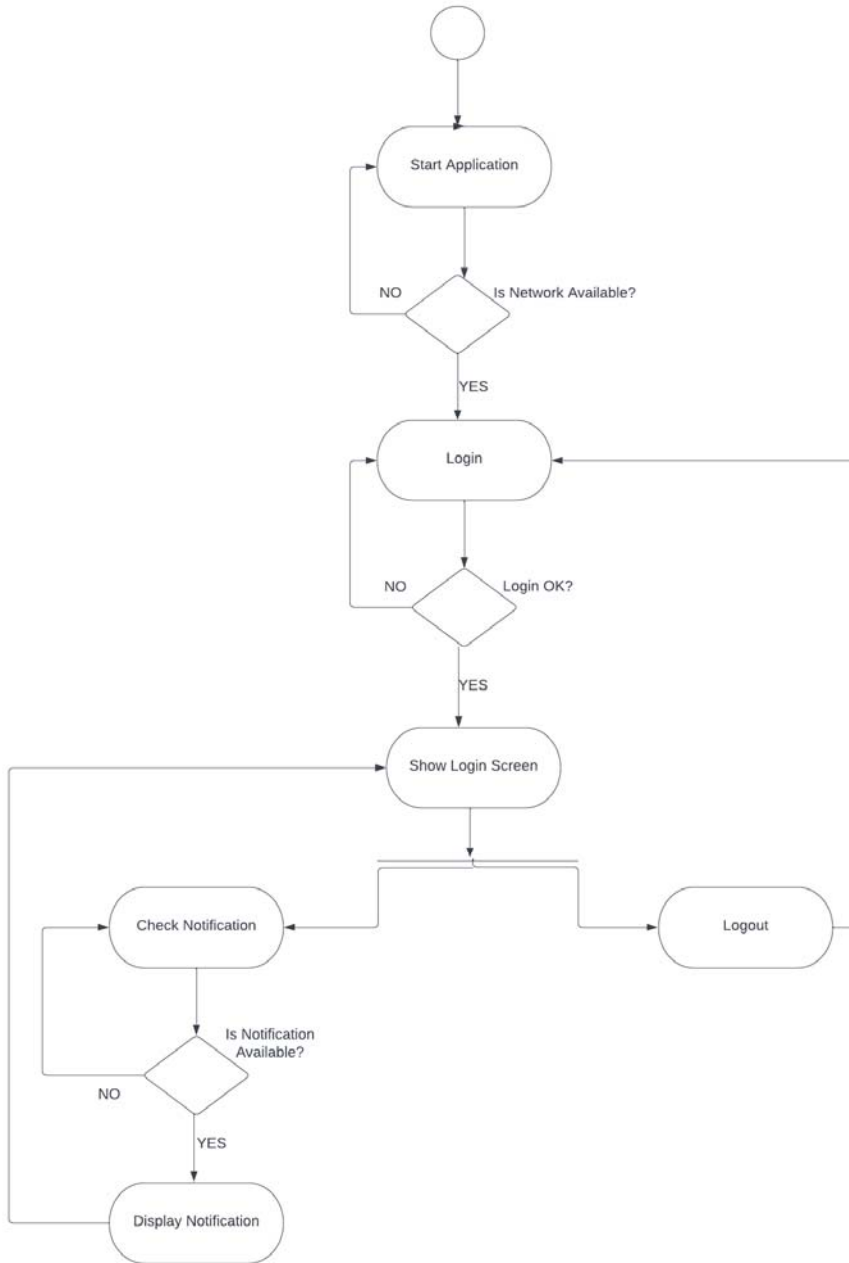 Start Application
NO
Is Network Available?
YES
Login
NO
Login OK?
YES
Show Login Screen
Check Notification
Logout
Is Notification
Available?
NO
YES
Display Notification